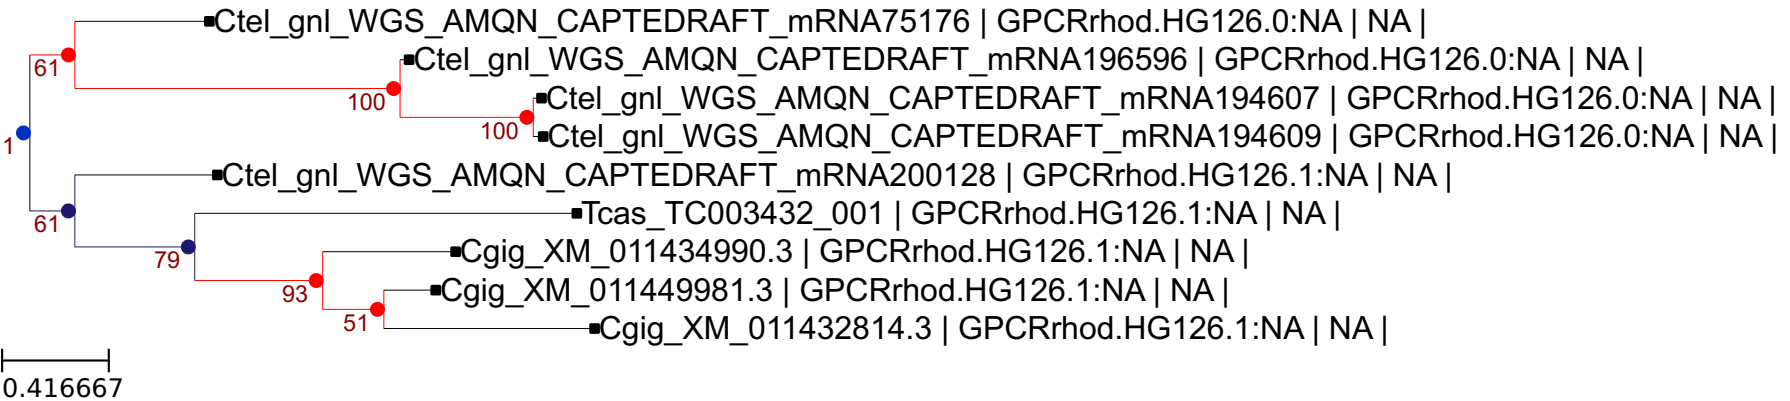 Ctel_gnl_WGS_AMQN_CAPTEDRAFT_mRNA75176 | GPCRrhod.HG126.0:NA | NA |
61
Ctel_gnl_WGS_AMQN_CAPTEDRAFT_mRNA196596 | GPCRrhod.HG126.0:NA | NA |
100
Ctel_gnl_WGS_AMQN_CAPTEDRAFT_mRNA194607 | GPCRrhod.HG126.0:NA | NA |
100
Ctel_gnl_WGS_AMQN_CAPTEDRAFT_mRNA194609 | GPCRrhod.HG126.0:NA | NA |
1
Ctel_gnl_WGS_AMQN_CAPTEDRAFT_mRNA200128 | GPCRrhod.HG126.1:NA | NA |
61
Tcas_TC003432_001 | GPCRrhod.HG126.1:NA | NA |
79
Cgig_XM_011434990.3 | GPCRrhod.HG126.1:NA | NA |
93
Cgig_XM_011449981.3 | GPCRrhod.HG126.1:NA | NA |
51
Cgig_XM_011432814.3 | GPCRrhod.HG126.1:NA | NA |
0.416667